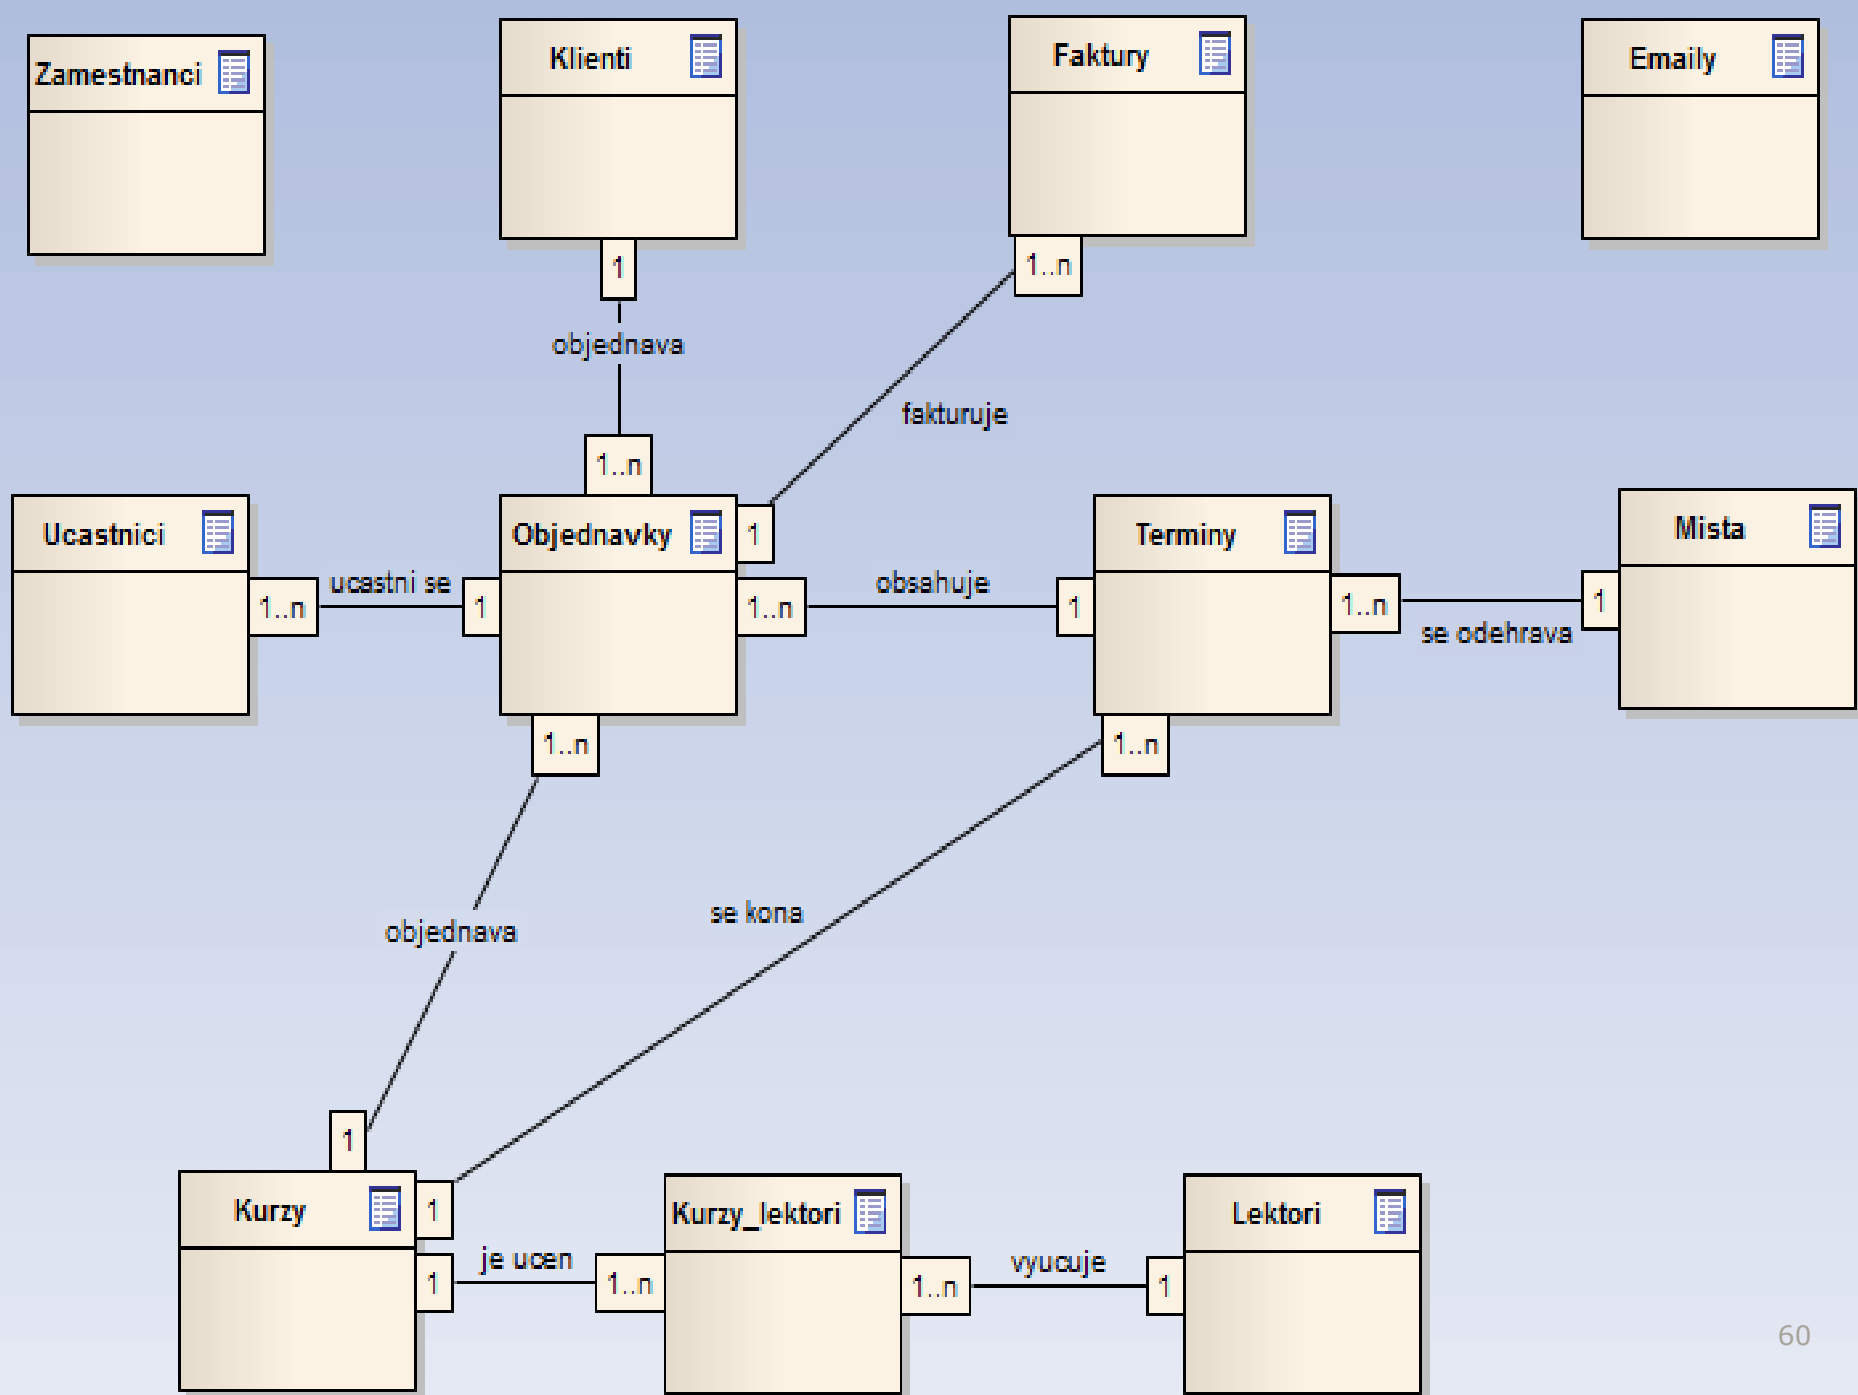 Zamestnanci
Klienti
Faktury
Emaily
1
1..n
objednava
fakturuje
1..n
Ucastnici
Objednavky
1
Terminy
Mista
1..n
ucastni se
1
1..n
obsahuje
1
1..n
se odehrava
1
1..n
1..n
objednava
se kona
1
Kurzy
1
Kurzy_lektori
Lektori
1
je ucen
1..n
1..n
vyucuje
1
60